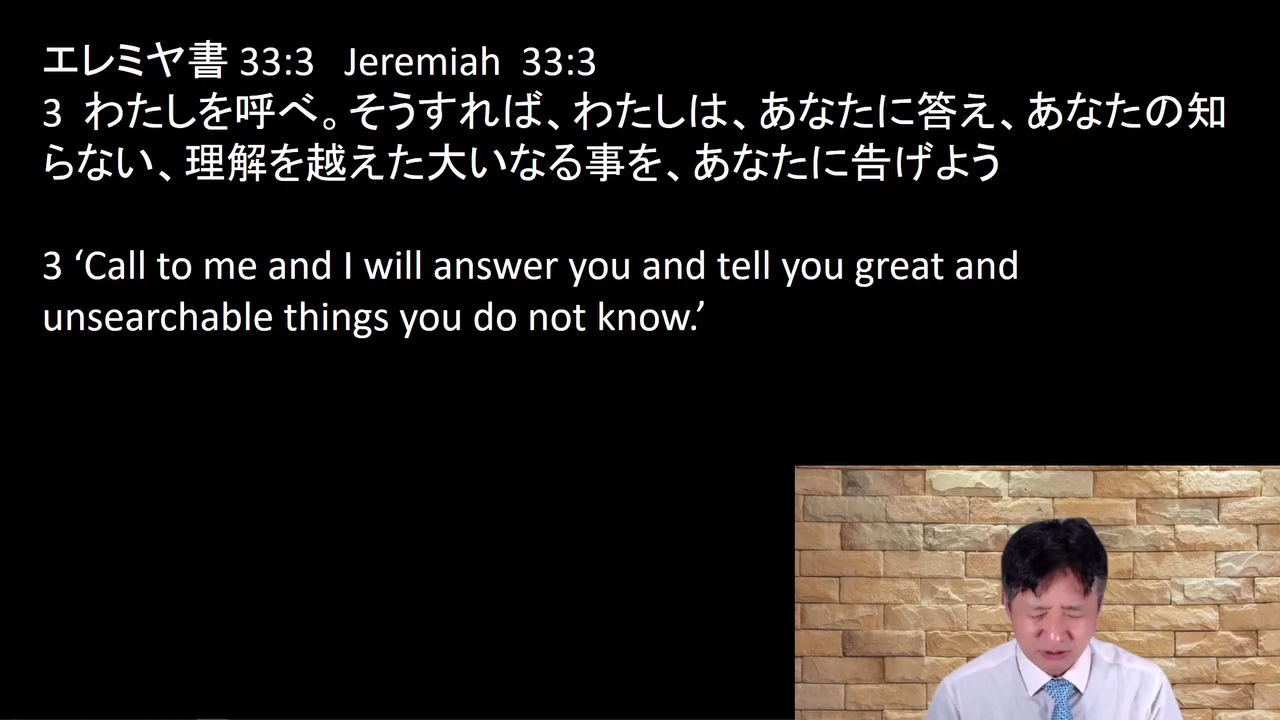 エレミヤ書 33:3 Jeremiah 33:3
3 わたしを呼べ。そうすれば、わたしは、あなたに答え、あなたの知
らない、理解を越えた大いなる事を、あなたに告げよう
3 ‘Call to me and I will answer you and tell you great and
unsearchable things you do not know.’